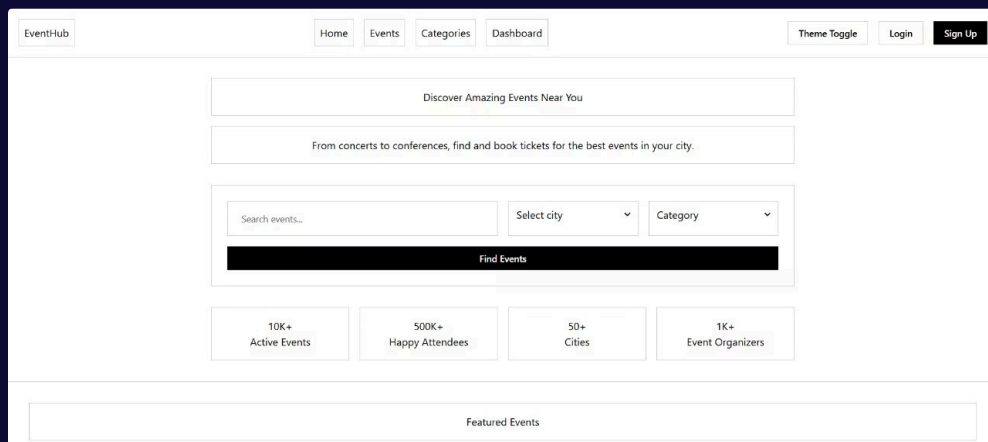 EventHub Home Events Categories Dashboard Theme Toggle Login Sign Up
Discover Amazing Events Near You
From concerts to conferences, find and book tickets for the best events in your city.
Search events... Select city Category
Find Events
10K+ 500K+ 50+ 1K+
Active Events Happy Attendees Cities Event Organizers
Featured Events